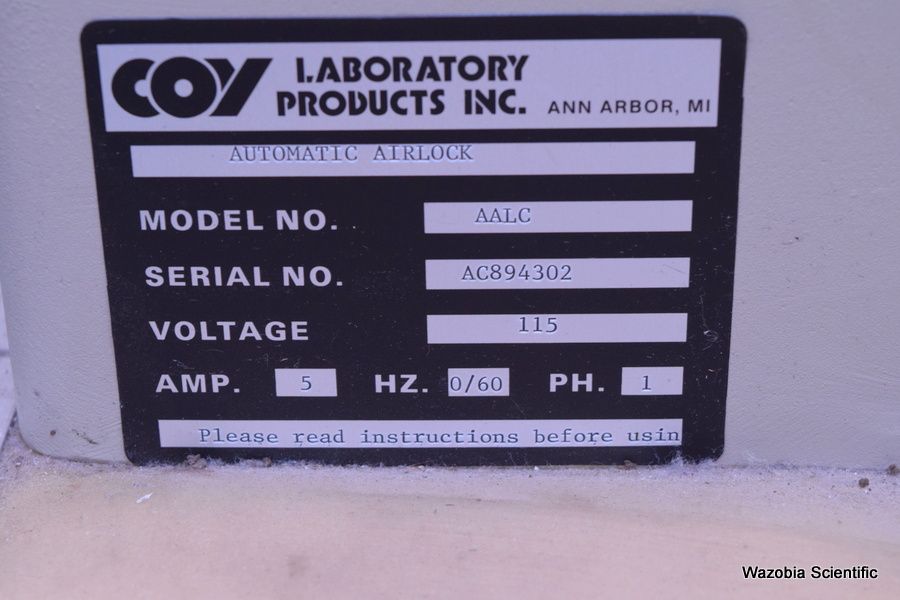 COY LABORATORY
PRODUCTS INC. ANN ARBOR, MI
AUTOMATIC AIRLOCK
MODEL NO. AALC
SERIAL NO. AC894302
VOLTAGE 115
AMP. 5 HZ. 0/60 PH. 1
Please read instructions before usin
Wazobia Scientific